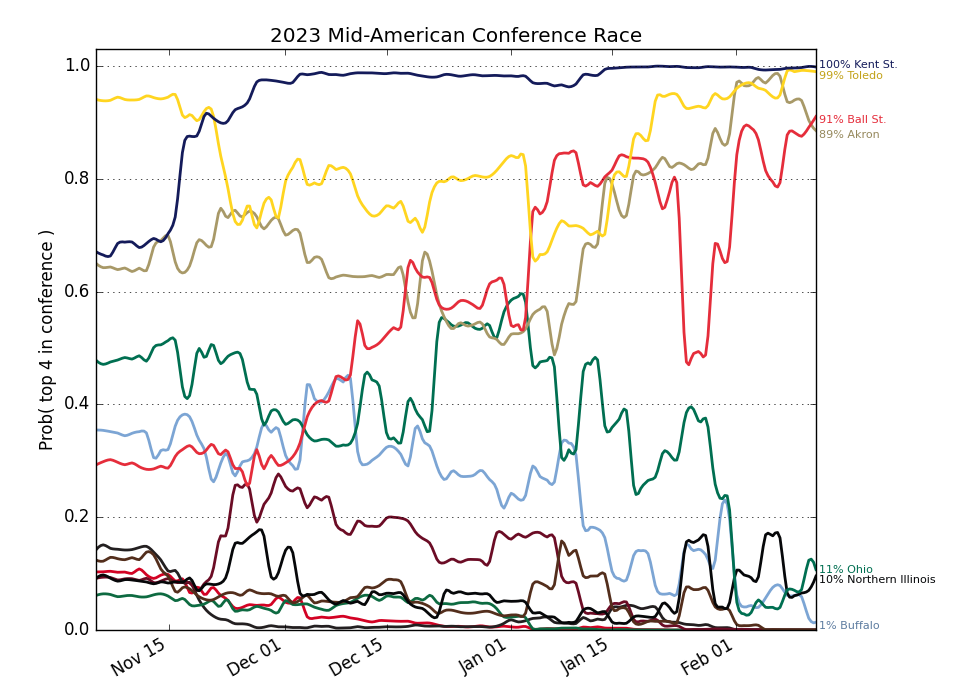 2023 Mid-American Conference Race
Prob( top 4 in conference )
1.0
0.8
0.6
0.4
0.2
0.0
Nov 15
Dec 01
Dec 15
Jan 01
Jan 15
Feb 01
100% Kent St.
99% Toledo
91% Ball St.
89% Akron
11% Ohio
10% Northern Illinois
1% Buffalo